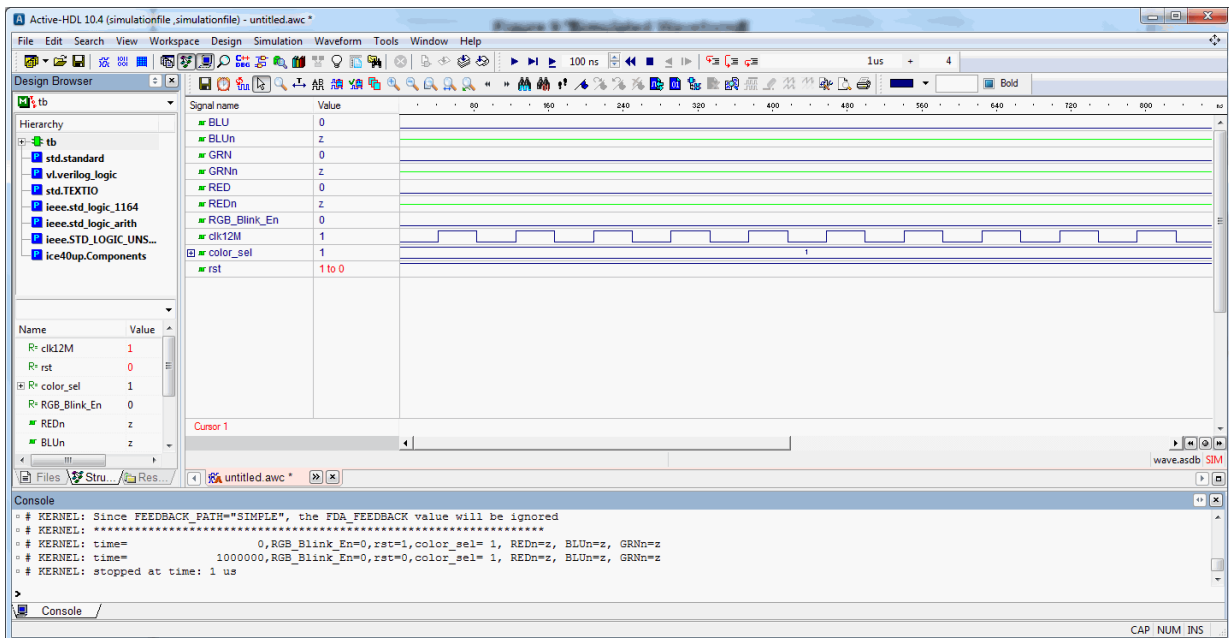 Active-HDL 10.4 (simulationfile ,simulationfile) - untitled.awc *
File Edit Search View Workspace Design Simulation Waveform Tools Window Help
100 ns 1us + 4
Bold
Design Browser
tb
Hierarchy
tb
std.standard
vl.verilog_logic
std.TEXTIO
ieee.std_logic_1164
ieee.std_logic_arith
ieee.STD_LOGIC_UNS...
ice40up.Components
Name Value
clk12M 1
rst 0
color_sel 1
RGB_Blink_En 0
REDn z
BLUn z
Files Stru... Res...
Signal name Value 80 160 240 320 400 480 560 640 720 800
BLU 0
BLUn z
GRN 0
GRNn z
RED 0
REDn z
RGB_Blink_En 0
clk12M 1
color_sel 1 1
rst 1 to 0
Cursor 1
wave.asdb SIM
untitled.awc *
Console
# KERNEL: Since FEEDBACK_PATH="SIMPLE", the FDA_FEEDBACK value will be ignored
# KERNEL: ******************************************************************
# KERNEL: time= 0,RGB_Blink_En=0,rst=1,color_sel= 1, REDn=z, BLUn=z, GRNn=z
# KERNEL: time= 1000000,RGB_Blink_En=0,rst=0,color_sel= 1, REDn=z, BLUn=z, GRNn=z
# KERNEL: stopped at time: 1 us
>
Console
CAP NUM INS